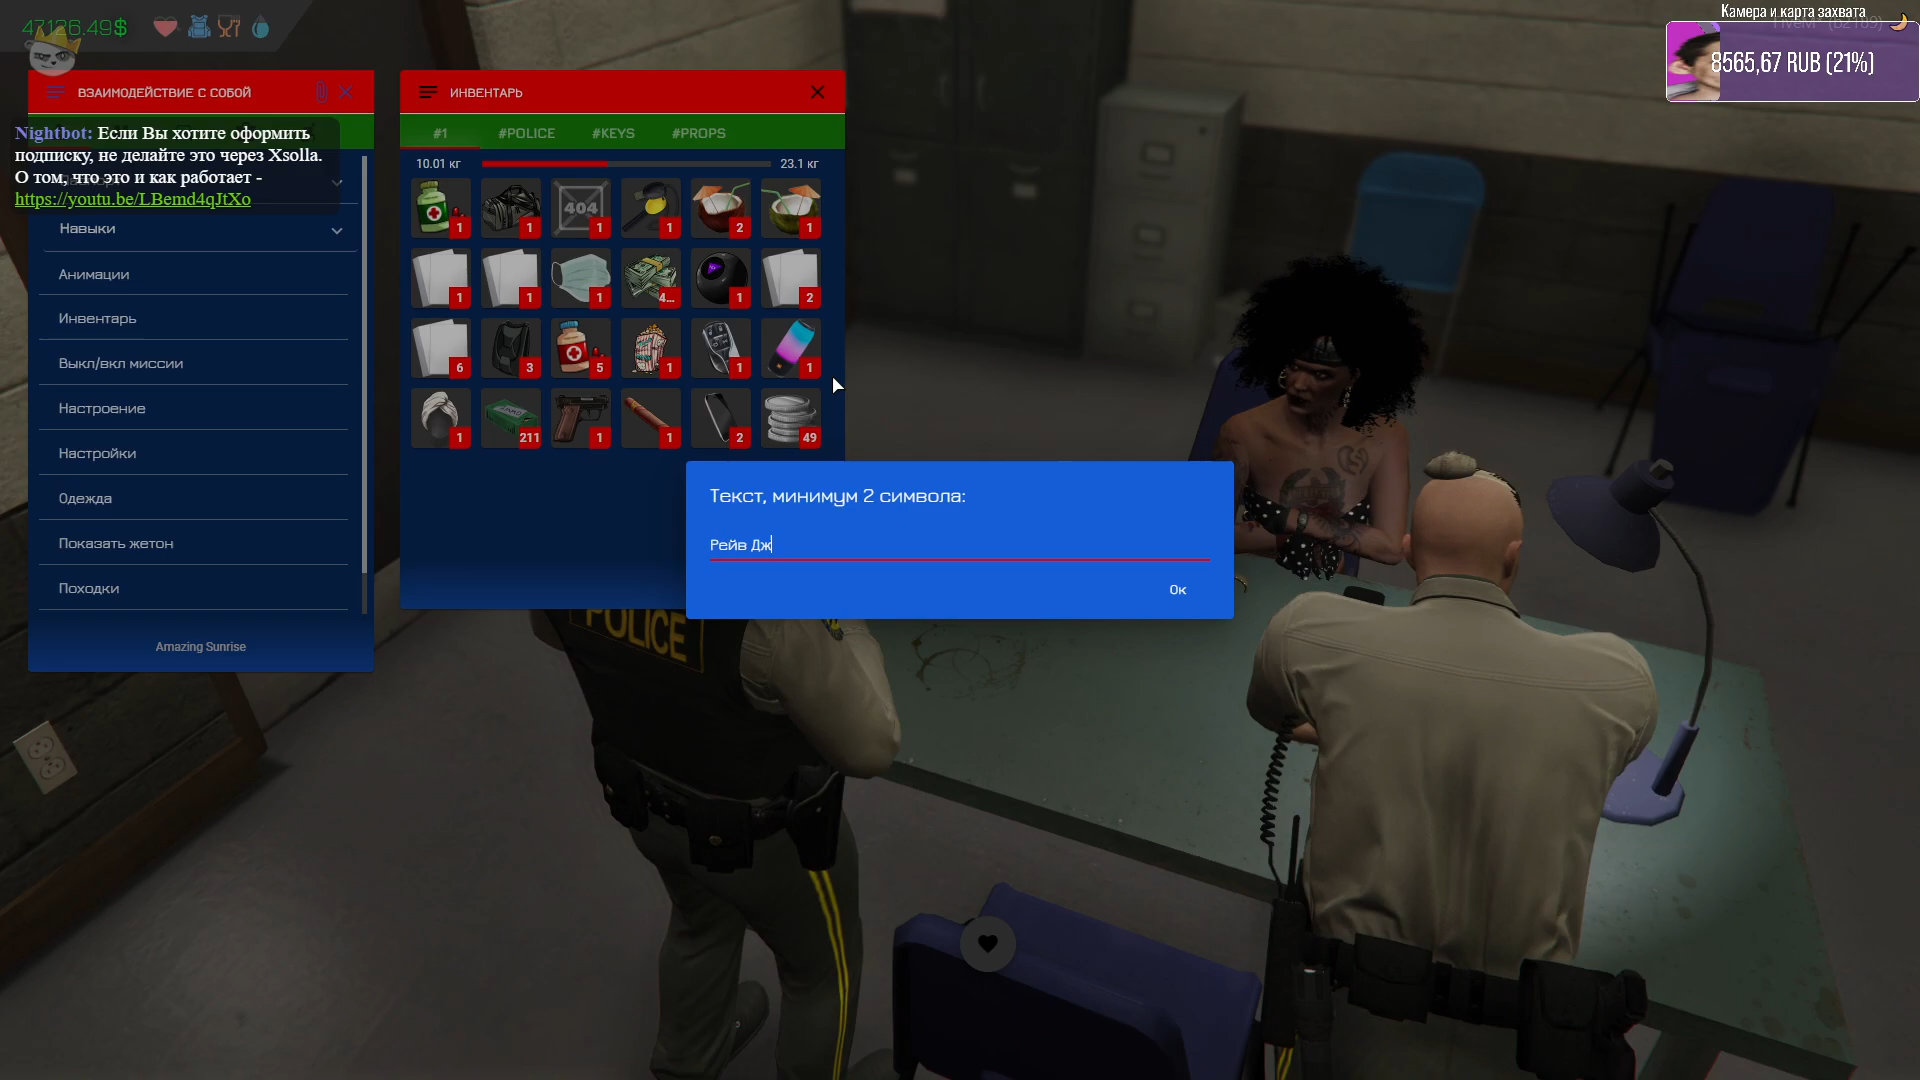 47126.49$
Камера и карта захвата
8565,67 RUB (21%)
ВЗАИМОДЕЙСТВИЕ С СОБОЙ
Nightbot: Если Вы хотите оформить
подписку, не делайте это через Xsolla.
О том, что это и как работает -
https://youtu.be/LBemd4qJtXo
Навыки
Анимации
Инвентарь
Выкл/вкл миссии
Настроение
Настройки
Одежда
Показать жетон
Походки
Amazing Sunrise
ИНВЕНТАРЬ
#1 #POLICE #KEYS #PROPS
10.01 кг 23.1 кг
404
1 1 1 1 2 1
1 1 1 4... 1 2
6 3 5 1 1 1
1 211 1 1 2 49
Текст, минимум 2 символа:
Рейв Дж
Ок
POLICE